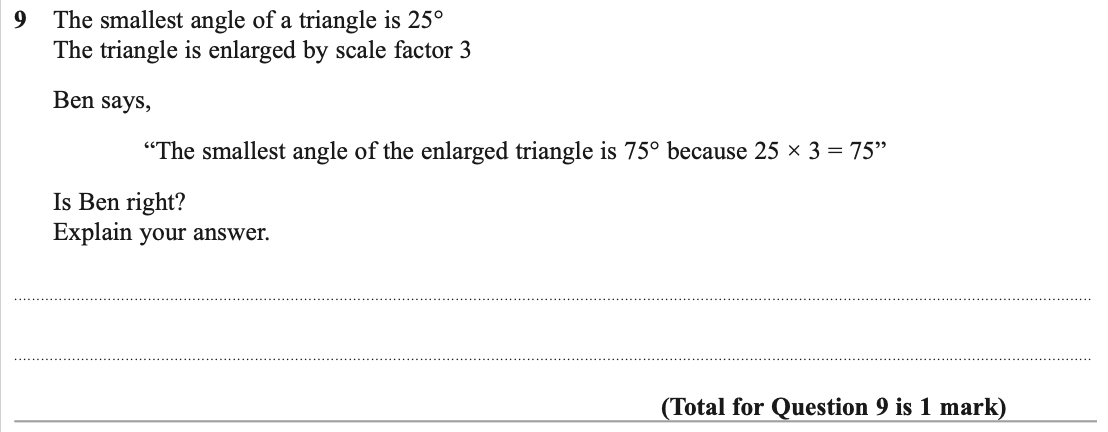 9 The smallest angle of a triangle is 25°
The triangle is enlarged by scale factor 3
Ben says,
“The smallest angle of the enlarged triangle is 75° because 25 × 3 = 75”
Is Ben right?
Explain your answer.
(Total for Question 9 is 1 mark)